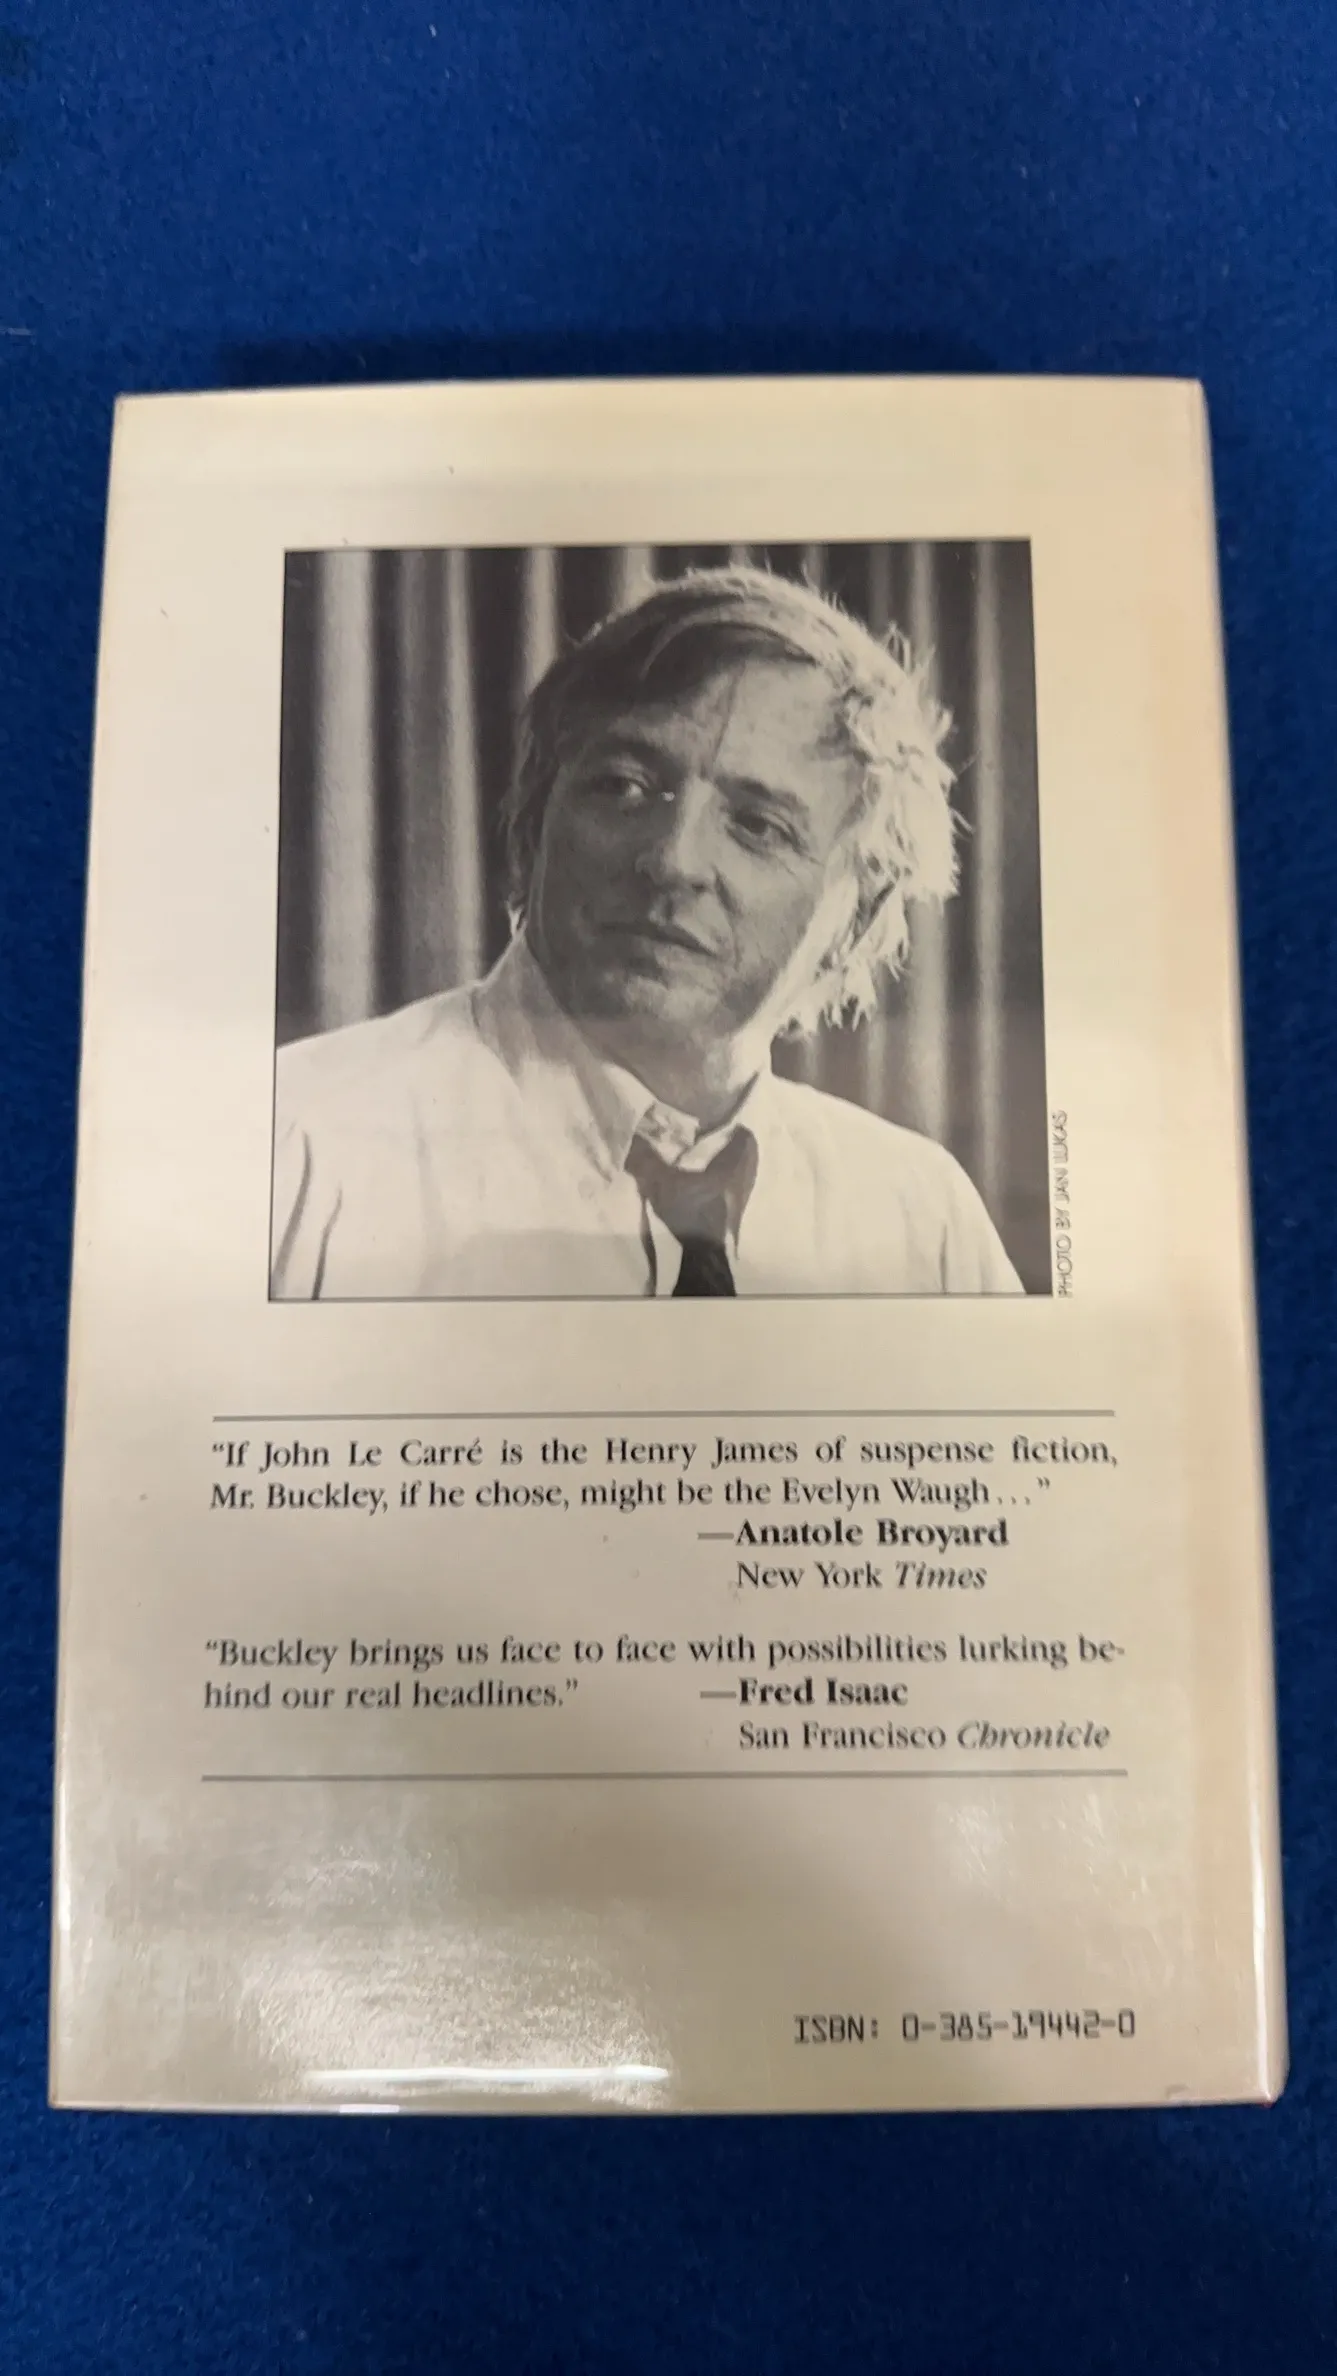 PHOTO BY JAN LUKAS
“If John Le Carré is the Henry James of suspense fiction,
Mr. Buckley, if he chose, might be the Evelyn Waugh...”
—Anatole Broyard
New York Times
“Buckley brings us face to face with possibilities lurking be-
hind our real headlines.” —Fred Isaac
San Francisco Chronicle
ISBN: 0-385-19442-0